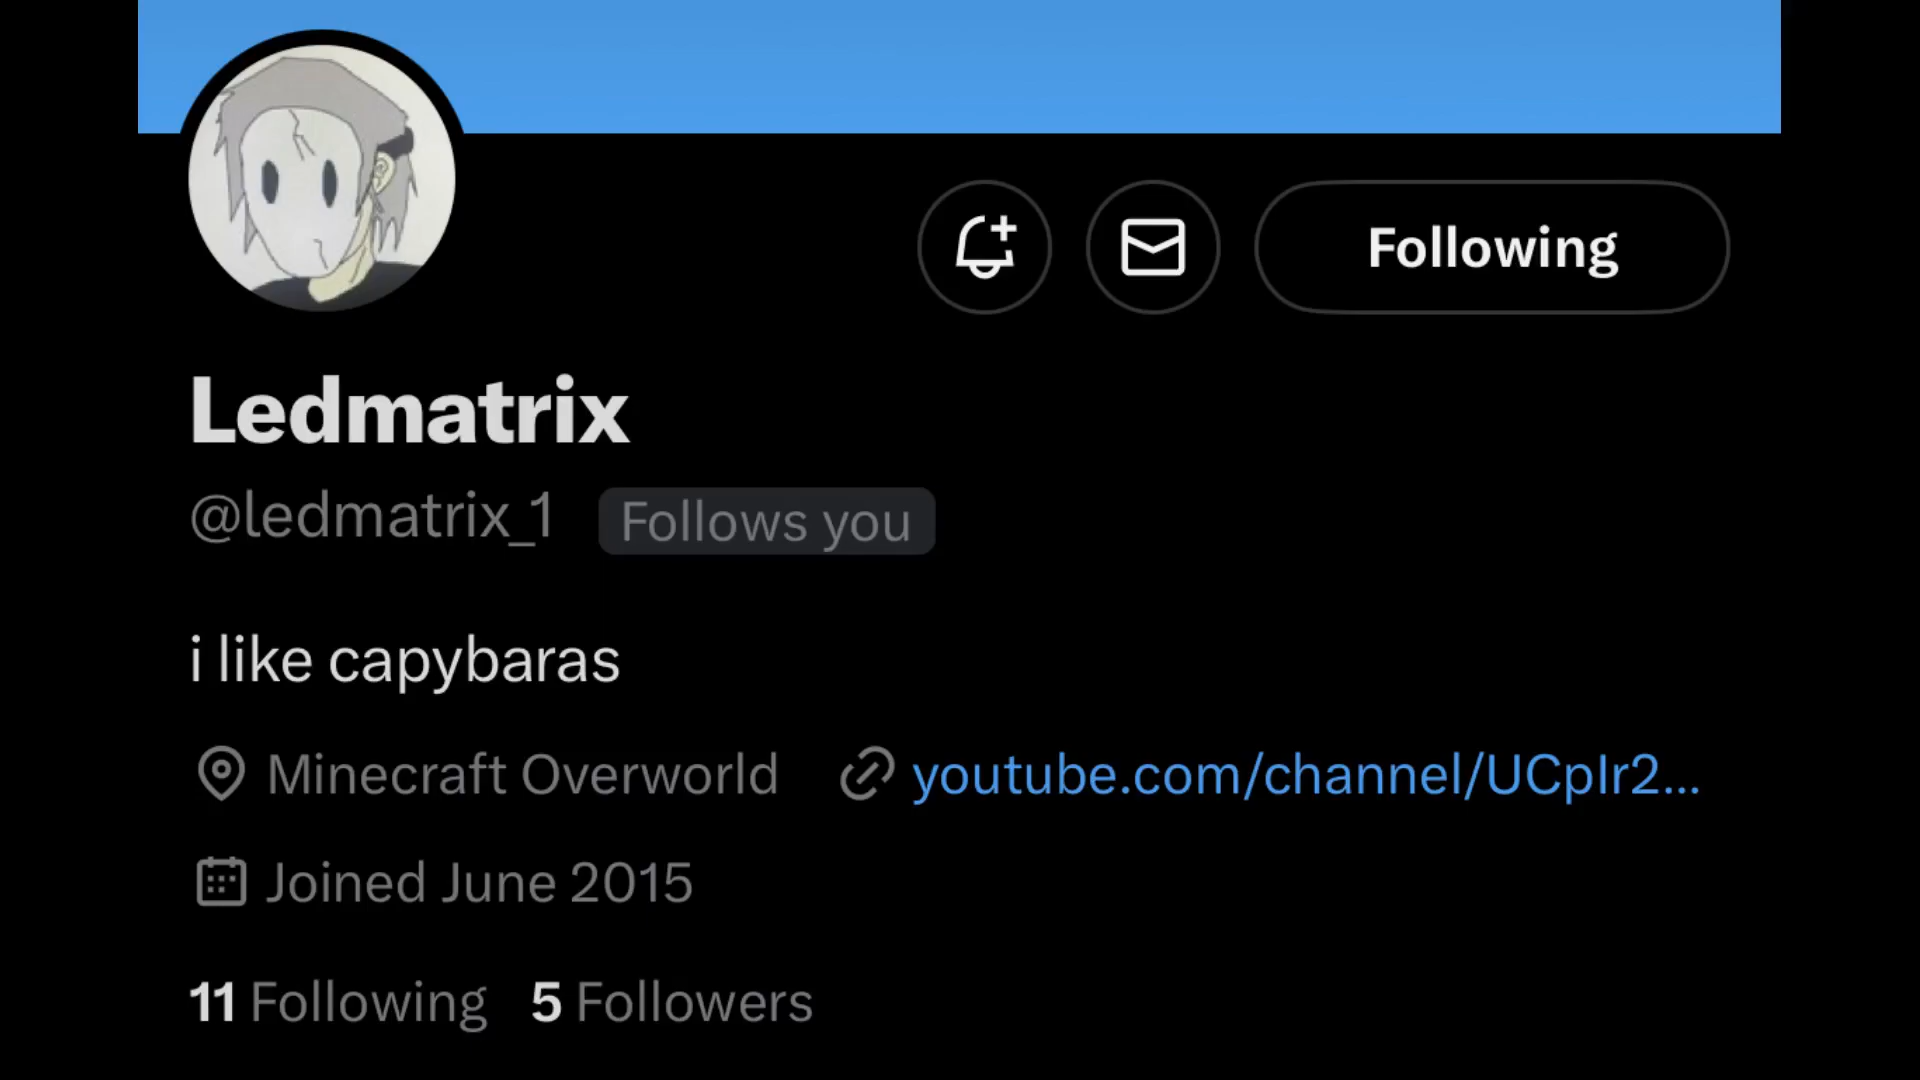 Following
Ledmatrix
@ledmatrix_1 Follows you
i like capybaras
Minecraft Overworld youtube.com/channel/UCpIr2...
Joined June 2015
11 Following 5 Followers